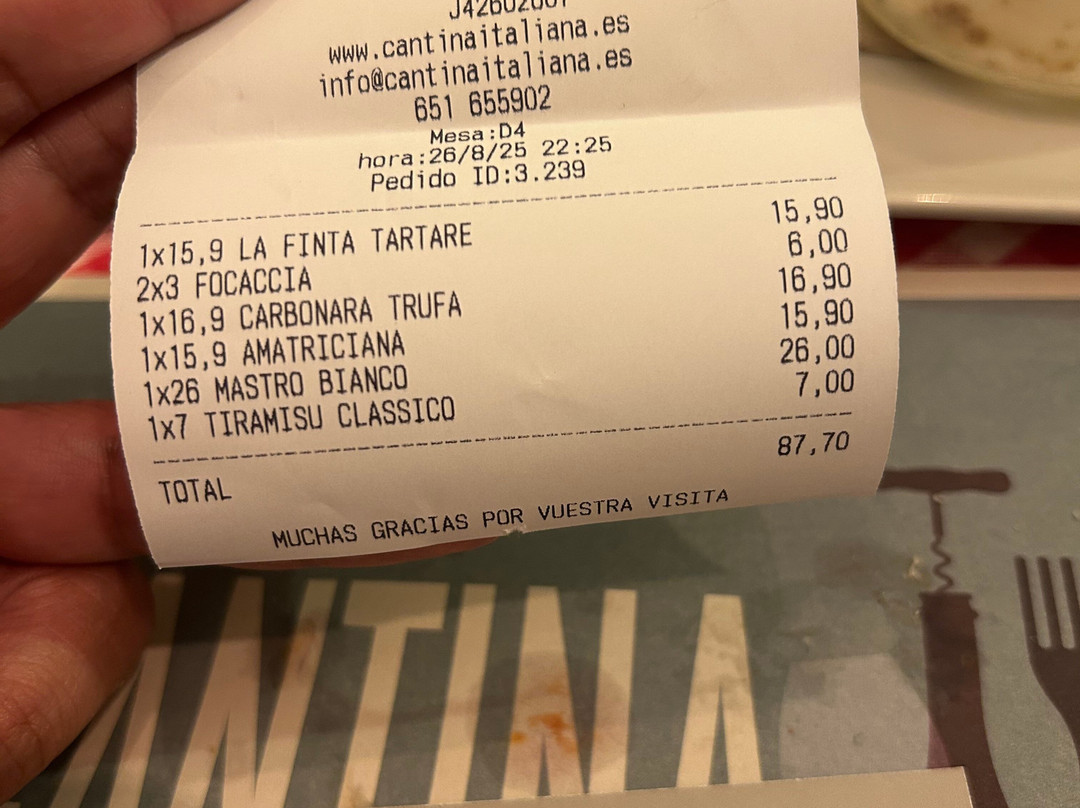 www.cantinaitaliana.es
info@cantinaitaliana.es
651 655902
Mesa:D4
hora:26/8/25 22:25
Pedido ID:3.239
1x15,9 LA FINTA TARTARE 15,90
2x3 FOCACCIA 6,00
1x16,9 CARBONARA TRUFA 16,90
1x15,9 AMATRICIANA 15,90
1x26 MASTRO BIANCO 26,00
1x7 TIRAMISU CLASSICO 7,00
TOTAL 87,70
MUCHAS GRACIAS POR VUESTRA VISITA